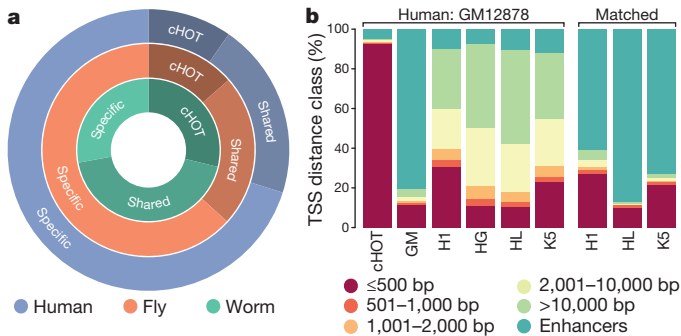 a
cHOT
cHOT
cHOT
Shared
Shared
Shared
Specific
Specific
Specific
Human
Fly
Worm
b
Human: GM12878
Matched
TSS distance class (%)
100
80
60
40
20
0
cHOT
GM
H1
HG
HL
K5
H1
HL
K5
≤500 bp
501–1,000 bp
1,001–2,000 bp
2,001–10,000 bp
>10,000 bp
Enhancers